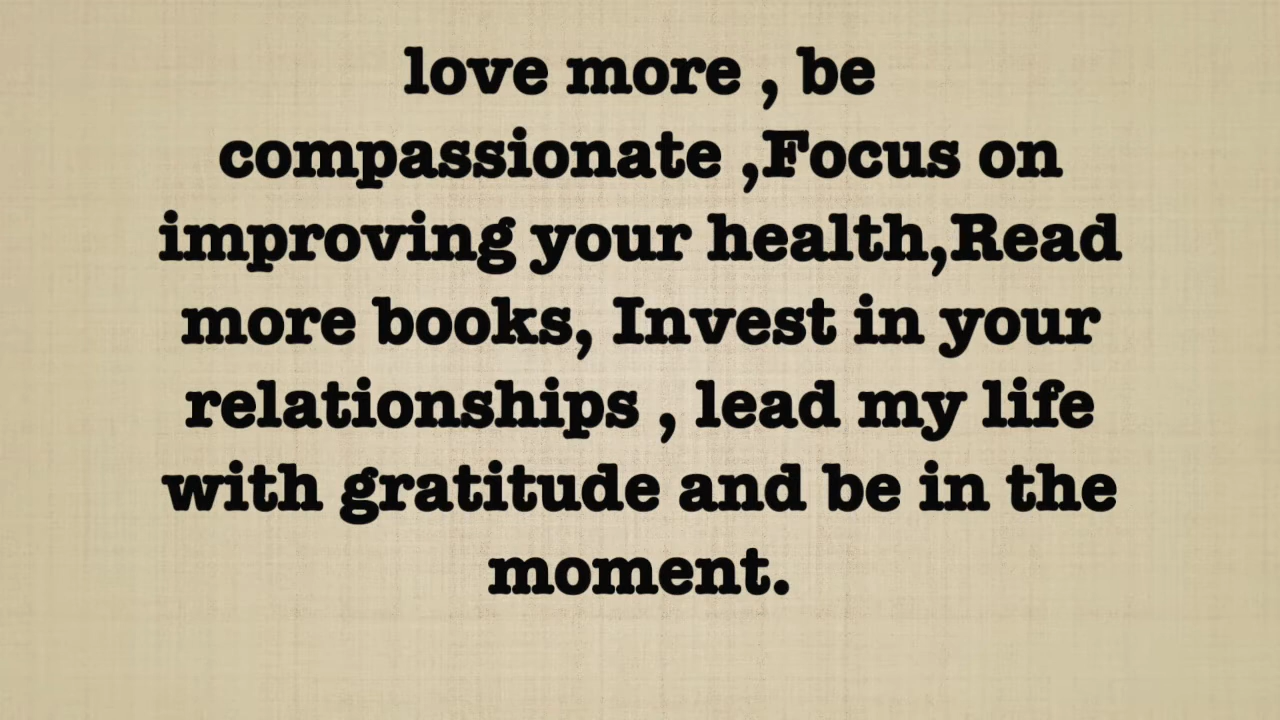 love more , be
compassionate ,Focus on
improving your health,Read
more books, Invest in your
relationships , lead my life
with gratitude and be in the
moment.